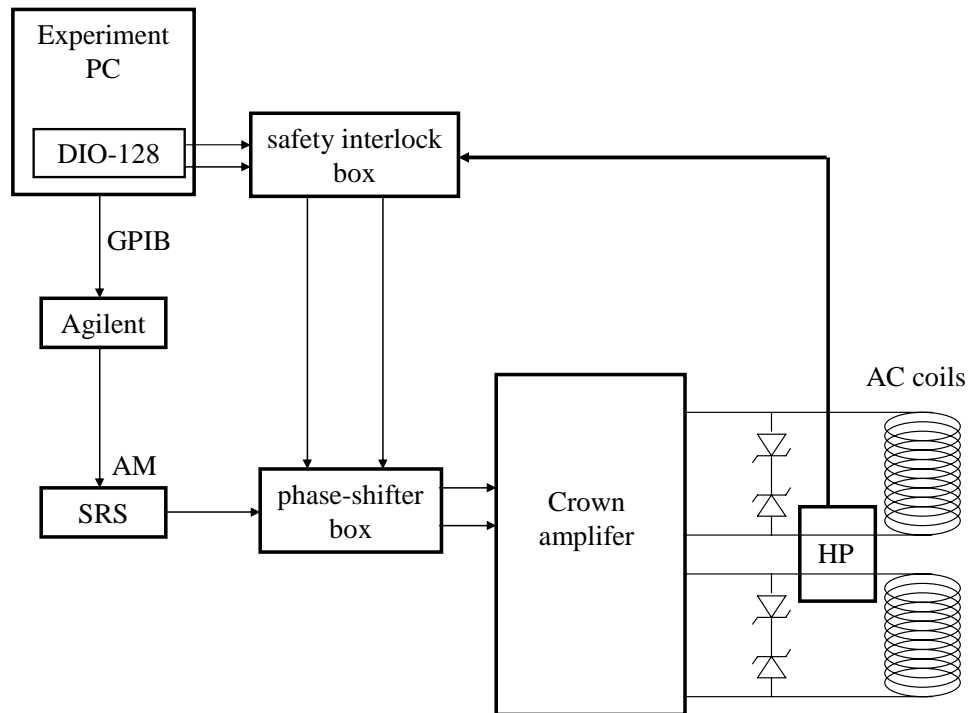 Experiment
PC
DIO-128
safety interlock
box
GPIB
Agilent
AM
SRS
phase-shifter
box
Crown
amplifer
AC coils
HP